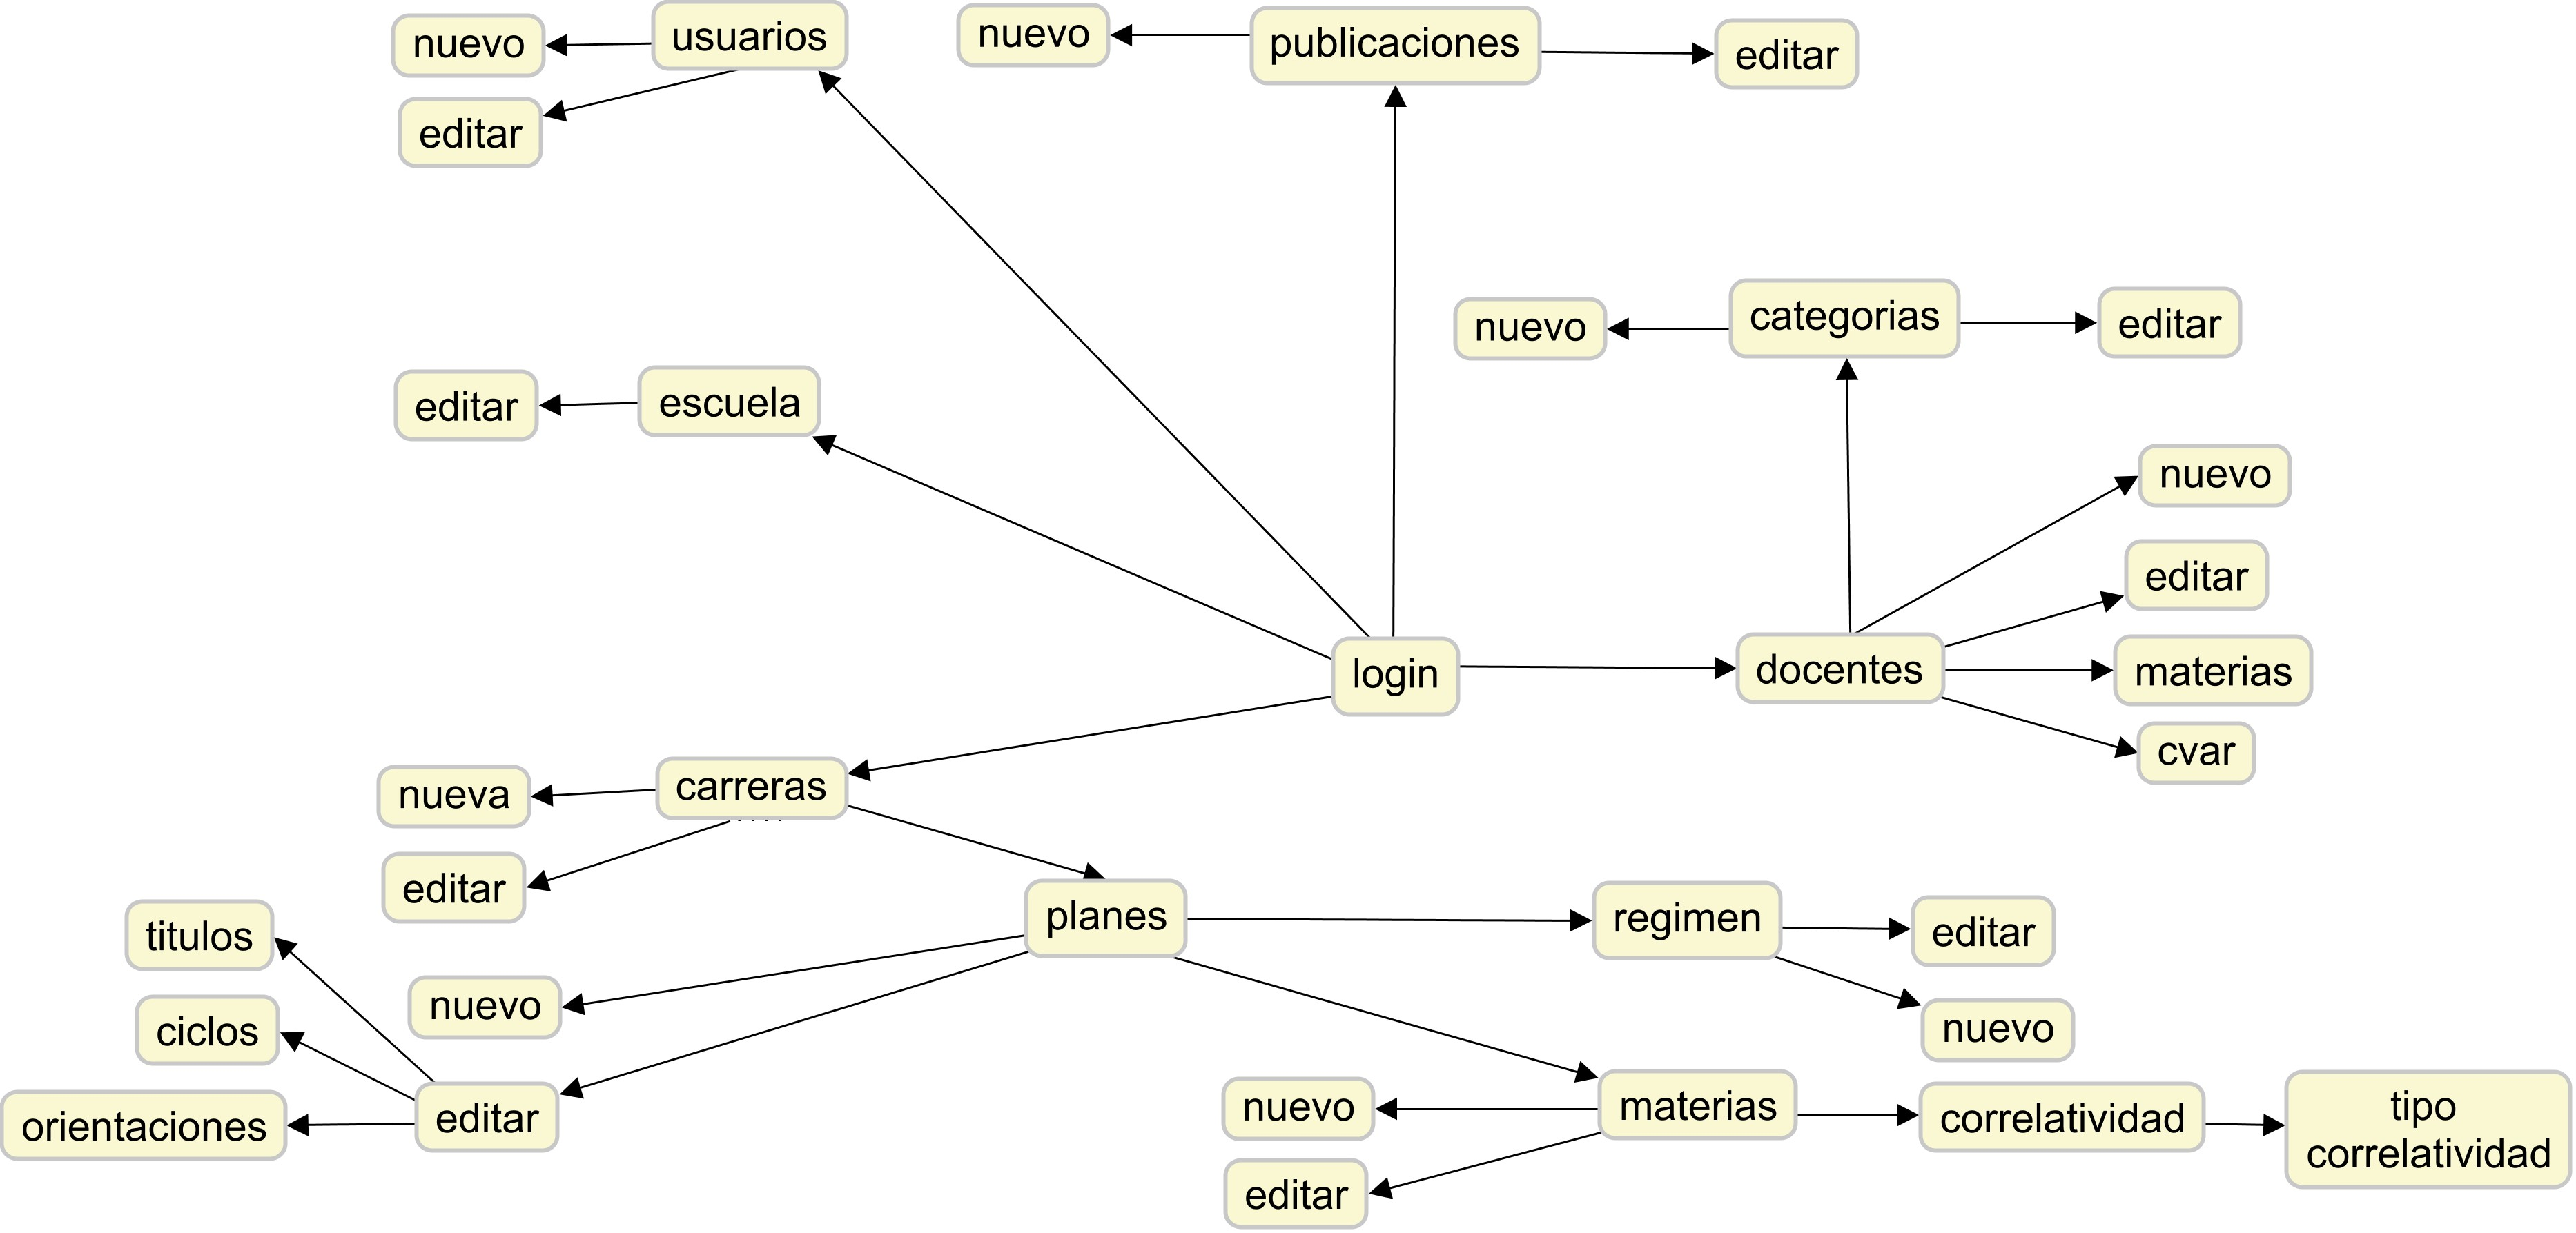 usuarios
nuevo
editar
nuevo
publicaciones
editar
nuevo
categorias
editar
editar
escuela
nuevo
editar
login
docentes
materias
cvar
nueva
carreras
editar
titulos
planes
regimen
editar
ciclos
nuevo
nuevo
orientaciones
editar
nuevo
materias
correlatividad
tipo
correlatividad
editar